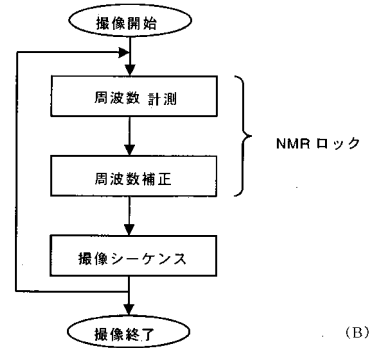 撮像開始
周波数 計測
周波数補正
NMR ロック
撮像シーケンス
撮像終了
(B)